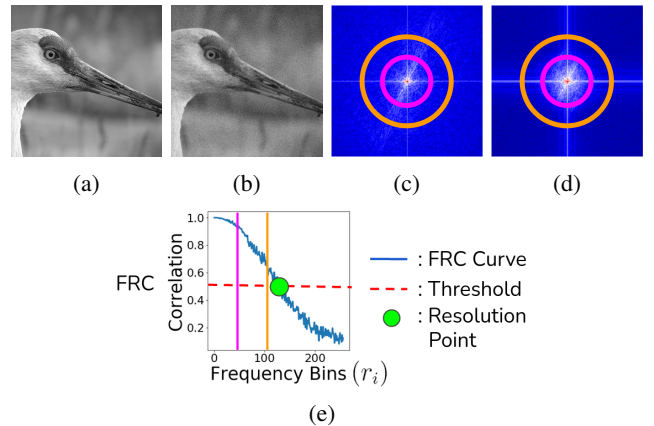 (a) (b) (c) (d)
FRC
Correlation
1.0
0.8
0.6
0.4
0.2
0 100 200
Frequency Bins (r_i)
: FRC Curve
: Threshold
: Resolution
Point
(e)